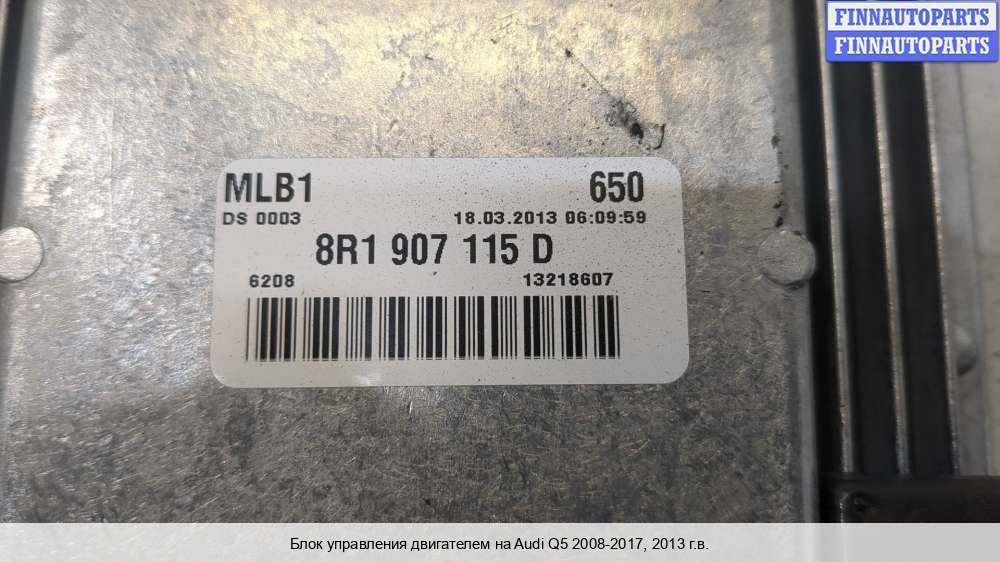 FINNAUTOPARTS
FINNAUTOPARTS
MLB1 650
DS 0003 18.03.2013 06:09:59
8R1 907 115 D
6208 13218607
Блок управления двигателем на Audi Q5 2008-2017, 2013 г.в.